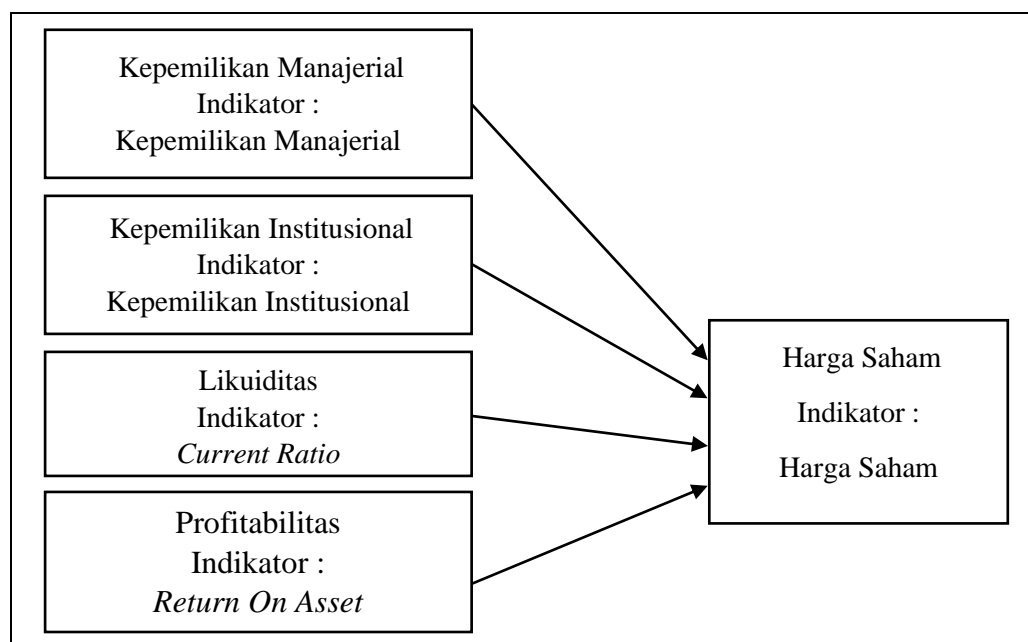 Kepemilikan Manajerial
Indikator :
Kepemilikan Manajerial
Kepemilikan Institusional
Indikator :
Kepemilikan Institusional
Likuiditas
Indikator :
Current Ratio
Profitabilitas
Indikator :
Return On Asset
Harga Saham
Indikator :
Harga Saham